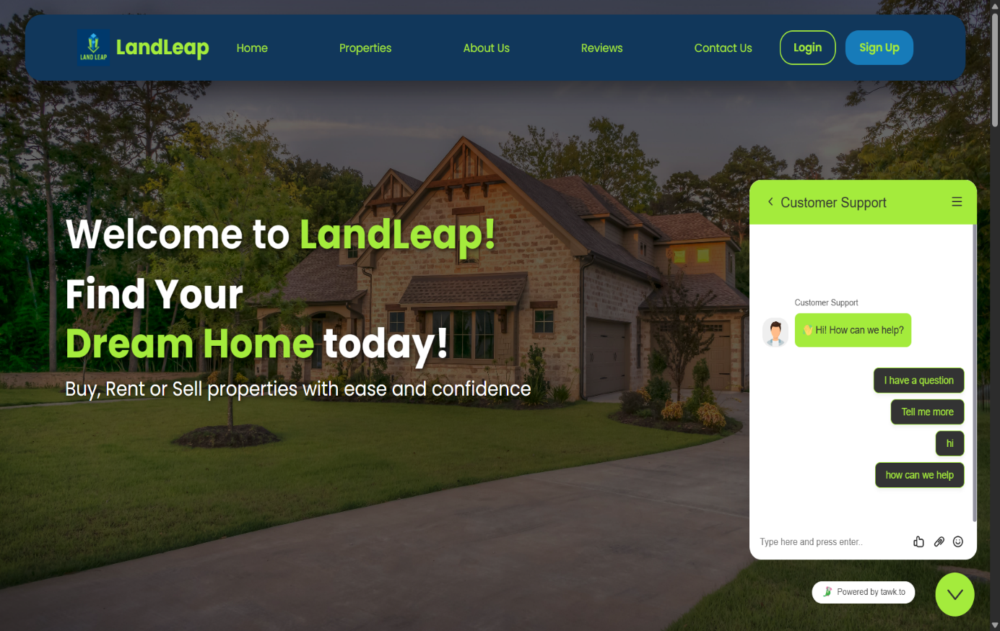 LAND LEAP
LandLeap
Home
Properties
About Us
Reviews
Contact Us
Login
Sign Up
Welcome to LandLeap!
Find Your
Dream Home today!
Buy, Rent or Sell properties with ease and confidence
Customer Support
Customer Support
👋 Hi! How can we help?
I have a question
Tell me more
hi
how can we help
Type here and press enter..
Powered by tawk.to